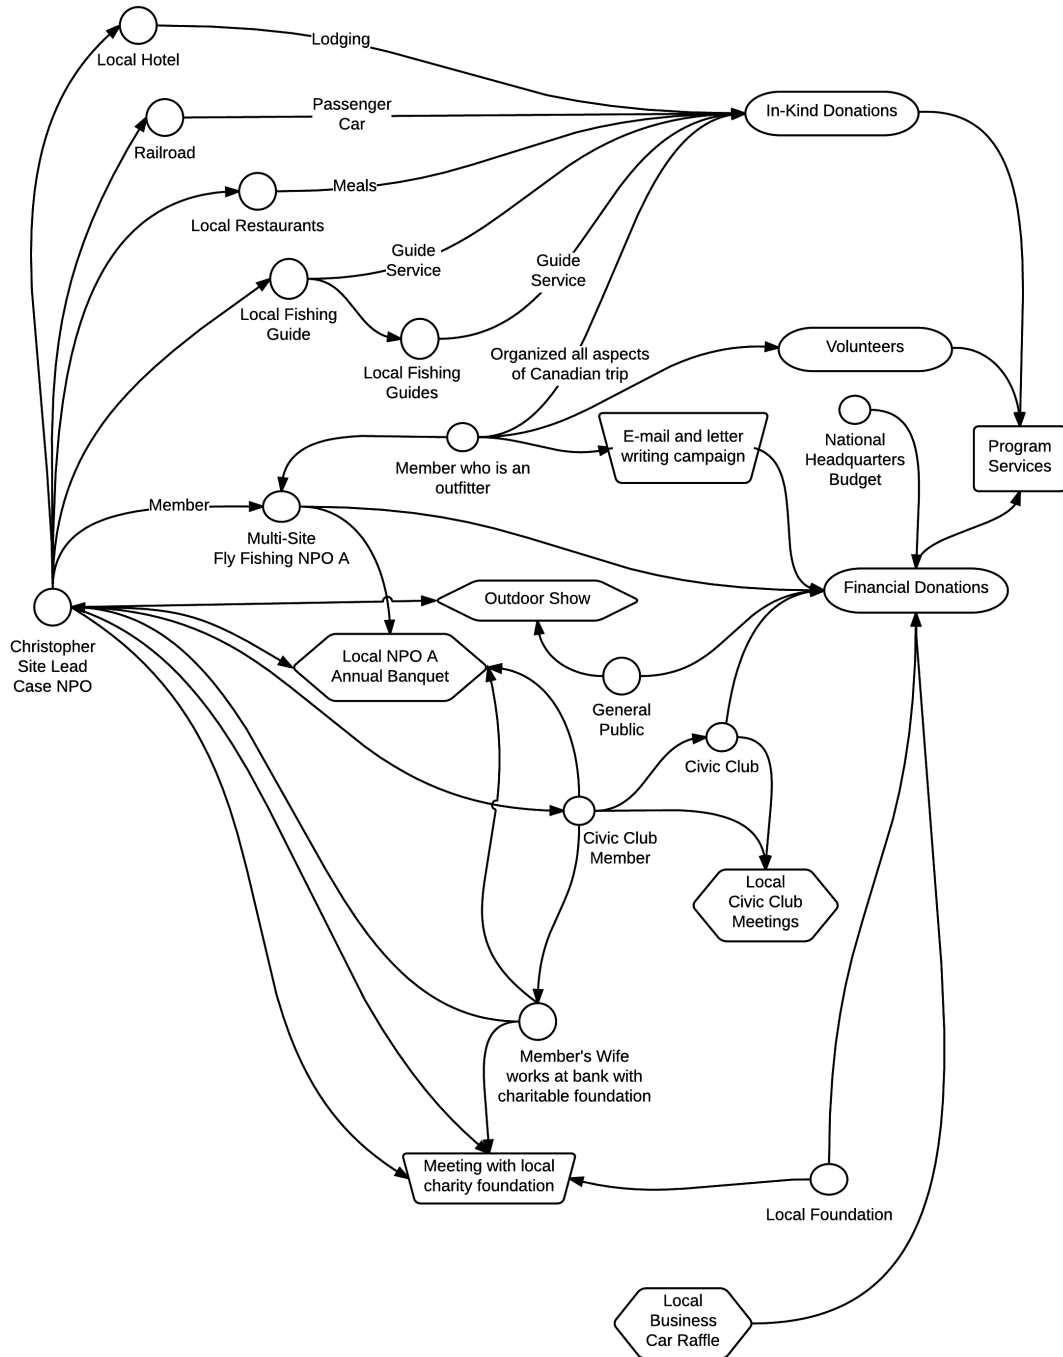 Lodging
Local Hotel
Passenger
Car
In-Kind Donations
Railroad
Meals
Local Restaurants
Guide
Service
Guide
Service
Local Fishing
Guide
Local Fishing
Guides
Organized all aspects
of Canadian trip
Volunteers
E-mail and letter
writing campaign
National
Headquarters
Budget
Program
Services
Member who is an
outfitter
Member
Multi-Site
Fly Fishing NPO A
Financial Donations
Outdoor Show
Christopher
Site Lead
Case NPO
Local NPO A
Annual Banquet
General
Public
Civic Club
Civic Club
Member
Local
Civic Club
Meetings
Member's Wife
works at bank with
charitable foundation
Meeting with local
charity foundation
Local Foundation
Local
Business
Car Raffle